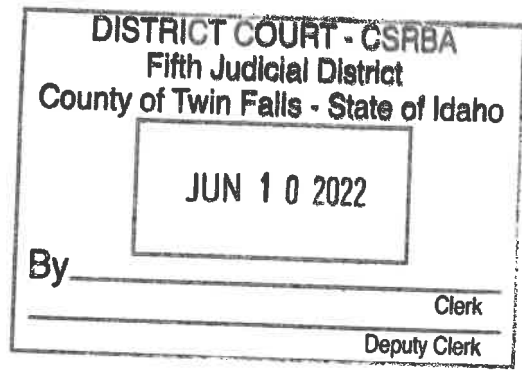 DISTRICT COURT - CSRBA
Fifth Judicial District
County of Twin Falls - State of Idaho
JUN 10 2022
By
Clerk
Deputy Clerk